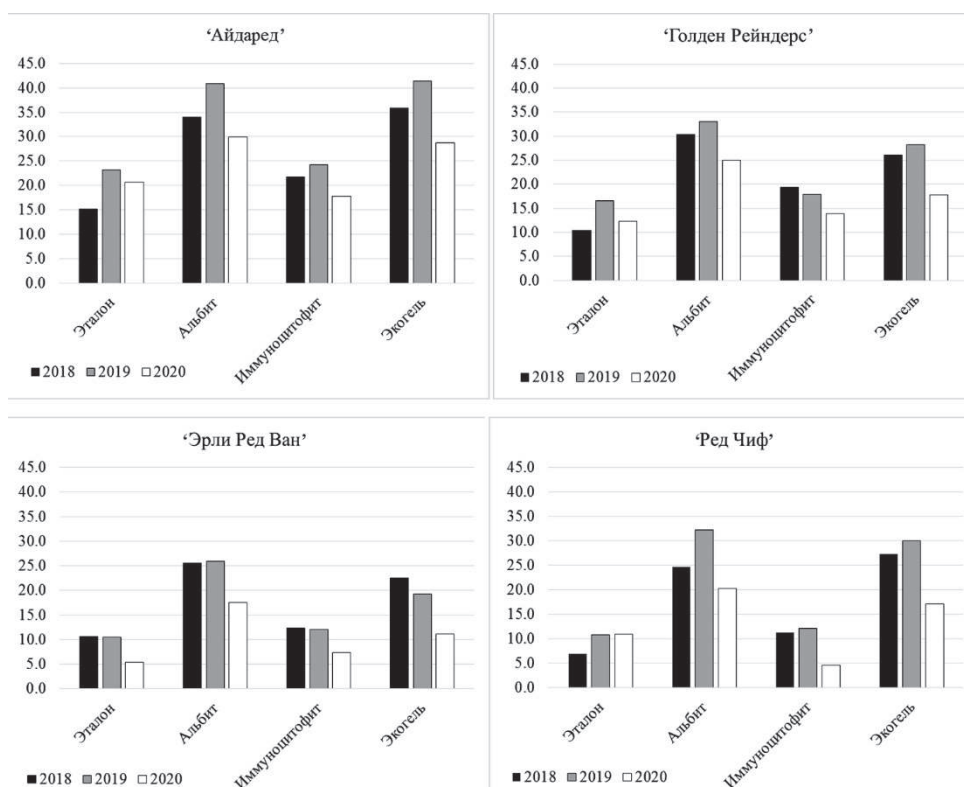 ‘Айдаред’
45.0
40.0
35.0
30.0
25.0
20.0
15.0
10.0
5.0
0.0
Эталон
Альбит
Иммуноцитофит
Экогель
2018 2019 2020
‘Голден Рейндерс’
45.0
40.0
35.0
30.0
25.0
20.0
15.0
10.0
5.0
0.0
Эталон
Альбит
Иммуноцитофит
Экогель
2018 2019 2020
‘Эрли Ред Ван’
45.0
40.0
35.0
30.0
25.0
20.0
15.0
10.0
5.0
0.0
Эталон
Альбит
Иммуноцитофит
Экогель
2018 2019 2020
‘Ред Чиф’
45.0
40.0
35.0
30.0
25.0
20.0
15.0
10.0
5.0
0.0
Эталон
Альбит
Иммуноцитофит
Экогель
2018 2019 2020